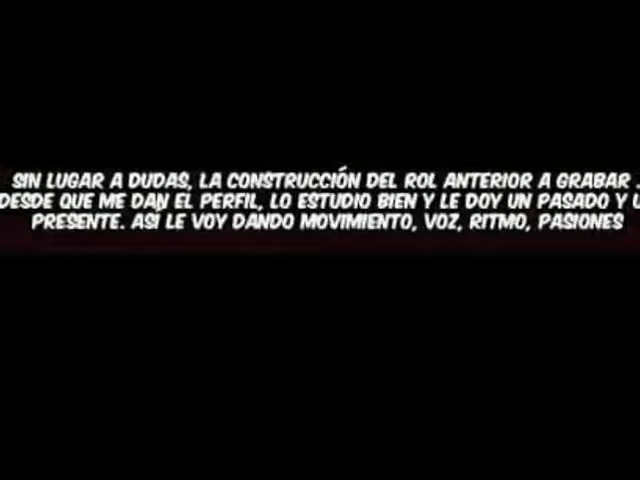 SIN LUGAR A DUDAS, LA CONSTRUCCIÓN DEL ROL ANTERIOR A GRABAR .
DESDE QUE ME DAN EL PERFIL, LO ESTUDIO BIEN Y LE DOY UN PASADO Y U
PRESENTE. ASI LE VOY DANDO MOVIMIENTO, VOZ, RITMO, PASIONES